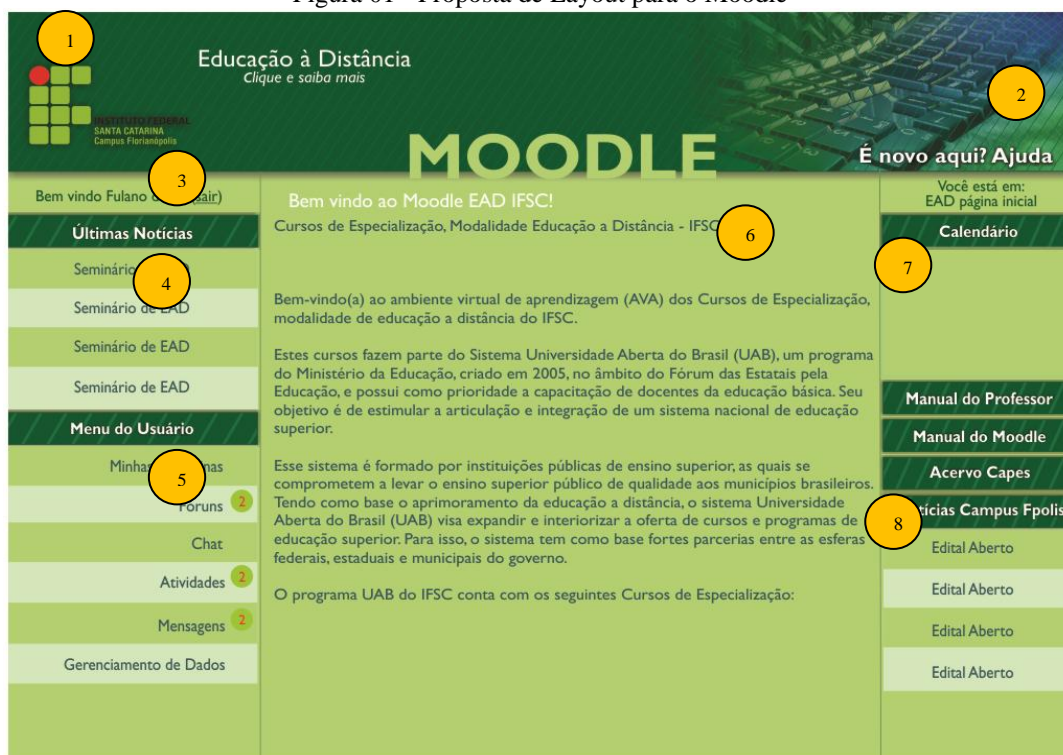 Figura 01 - Proposta de Layout para o Moodle
1
Educação à Distância
Clique e saiba mais
2
INSTITUTO FEDERAL
SANTA CATARINA
Campus Florianópolis
MOODLE
É novo aqui? Ajuda
3
Bem vindo Fulano (sair)
Últimas Notícias
4
Seminário EAD
Seminário de EAD
Seminário de EAD
Seminário de EAD
Menu do Usuário
5
Fóruns 2
Chat
Atividades 2
Mensagens 2
Gerenciamento de Dados
Bem vindo ao Moodle EAD IFSC!
Cursos de Especialização, Modalidade Educação a Distância - IFSC
6
Bem-vindo(a) ao ambiente virtual de aprendizagem (AVA) dos Cursos de Especialização,
modalidade de educação a distância do IFSC.
Estes cursos fazem parte do Sistema Universidade Aberta do Brasil (UAB), um programa
do Ministério da Educação, criado em 2005, no âmbito do Fórum das Estatais pela
Educação, e possui como prioridade a capacitação de docentes da educação básica. Seu
objetivo é de estimular a articulação e integração de um sistema nacional de educação
superior.
Esse sistema é formado por instituições públicas de ensino superior, as quais se
comprometem a levar o ensino superior público de qualidade aos municípios brasileiros.
Tendo como base o aprimoramento da educação a distância, o sistema Universidade
Aberta do Brasil (UAB) visa expandir e interiorizar a oferta de cursos e programas de
educação superior. Para isso, o sistema tem como base fortes parcerias entre as esferas
federais, estaduais e municipais do governo.
O programa UAB do IFSC conta com os seguintes Cursos de Especialização:
Você está em:
EAD página inicial
Calendário
7
Manual do Professor
Manual do Moodle
Acervo Capes
8
Campus Fpolis
Edital Aberto
Edital Aberto
Edital Aberto
Edital Aberto